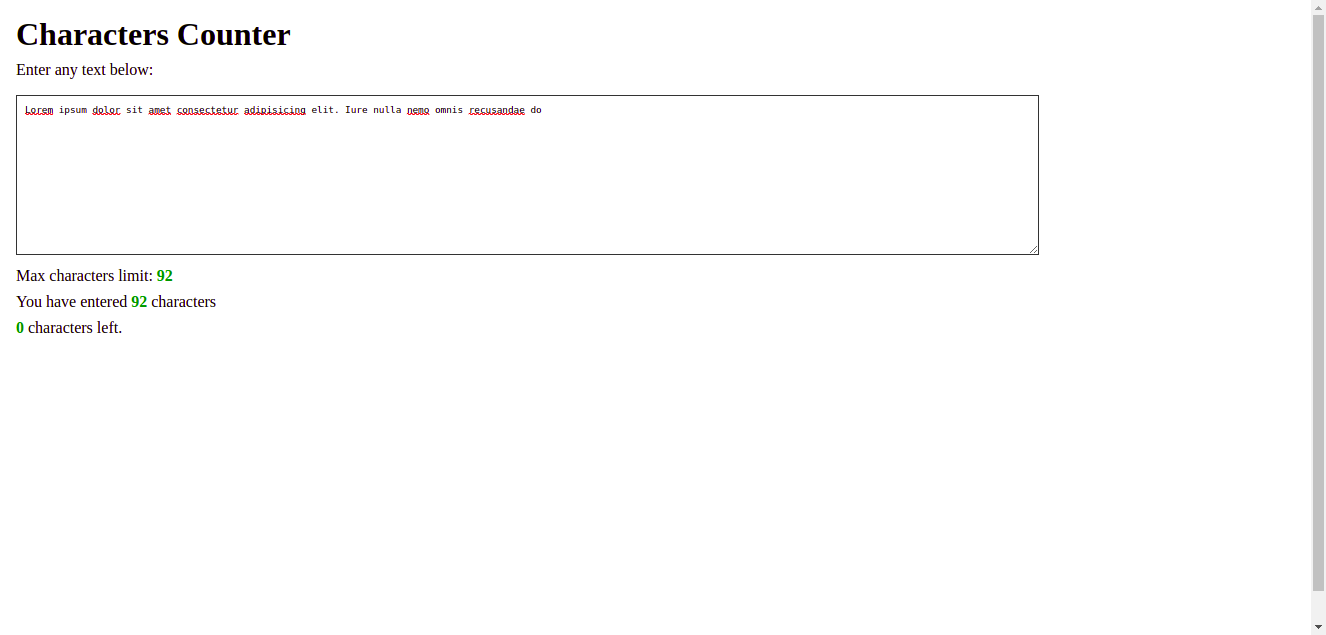 Characters Counter
Enter any text below:
Lorem ipsum dolor sit amet consectetur adipisicing elit. Iure nulla nemo omnis recusandae do
Max characters limit: 92
You have entered 92 characters
0 characters left.